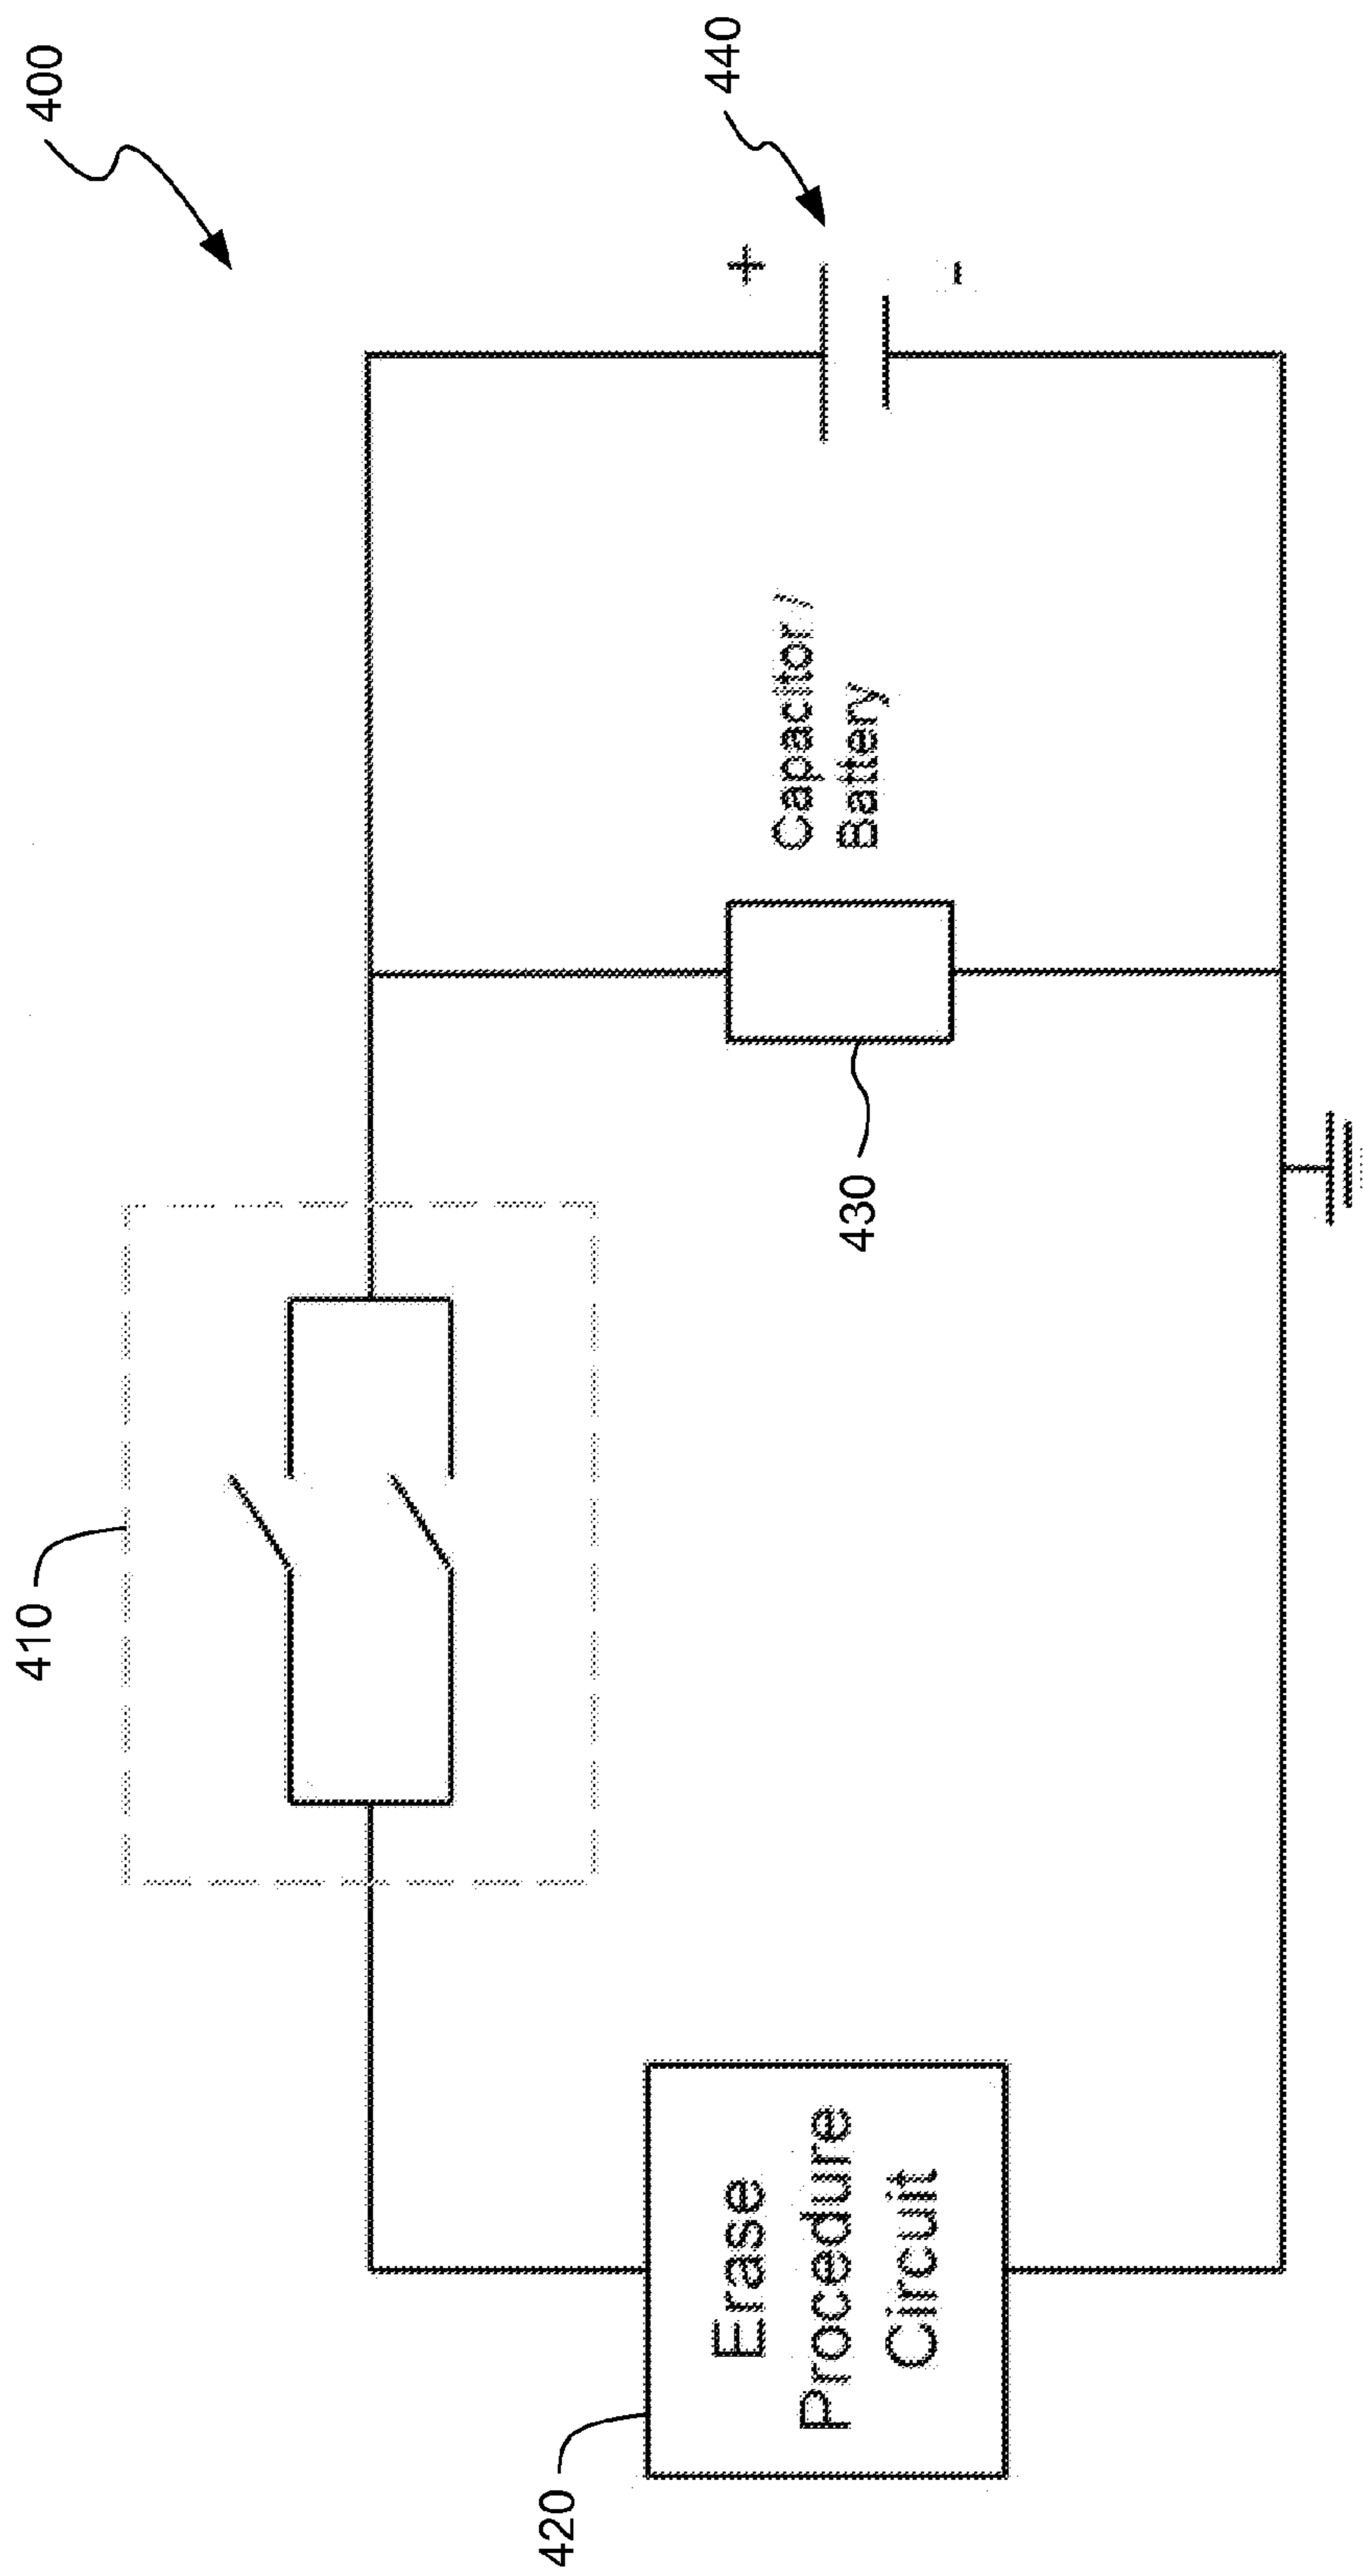 400
410
440
+
-
Capacitor /
Battery
430
420
Erase
Procedure
Circuit